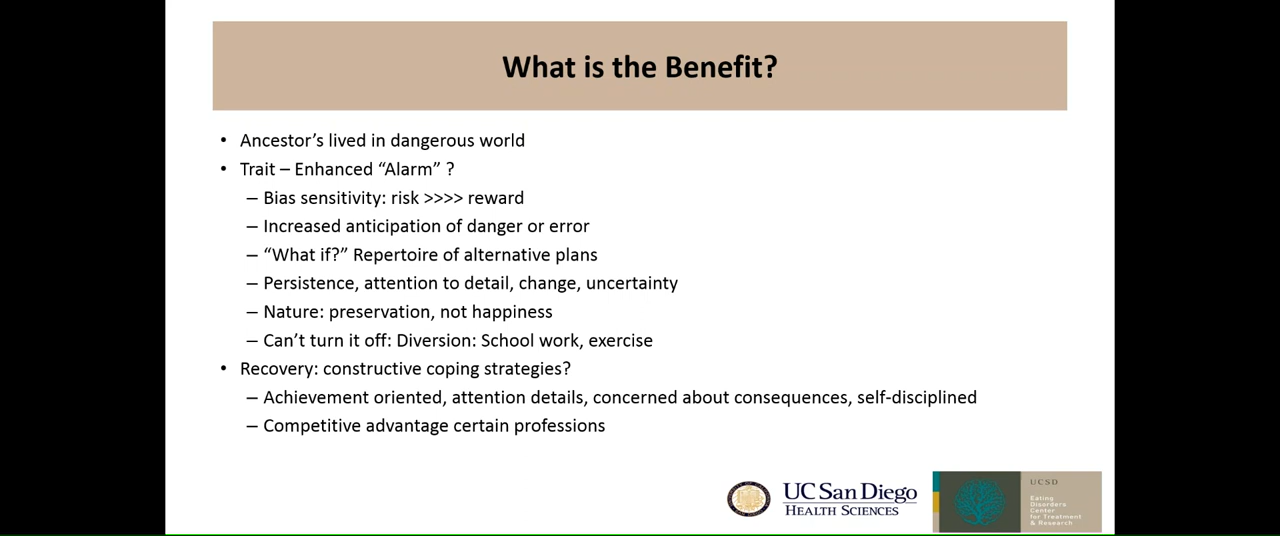 What is the Benefit?
• Ancestor's lived in dangerous world
• Trait – Enhanced "Alarm" ?
– Bias sensitivity: risk >>>> reward
– Increased anticipation of danger or error
– "What if?" Repertoire of alternative plans
– Persistence, attention to detail, change, uncertainty
– Nature: preservation, not happiness
– Can't turn it off: Diversion: School work, exercise
• Recovery: constructive coping strategies?
– Achievement oriented, attention details, concerned about consequences, self-disciplined
– Competitive advantage certain professions
UC San Diego
HEALTH SCIENCES
UCSD
Eating
Disorders
Center
for Treatment
& Research